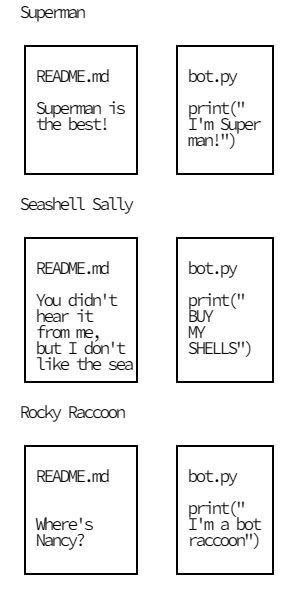 Superman
README.md
Superman is
the best!
bot.py
print("
I'm Super
man!")
Seashell Sally
README.md
You didn't
hear it
from me,
but I don't
like the sea
bot.py
print("
BUY
MY
SHELLS")
Rocky Raccoon
README.md
Where's
Nancy?
bot.py
print("
I'm a bot
raccoon")